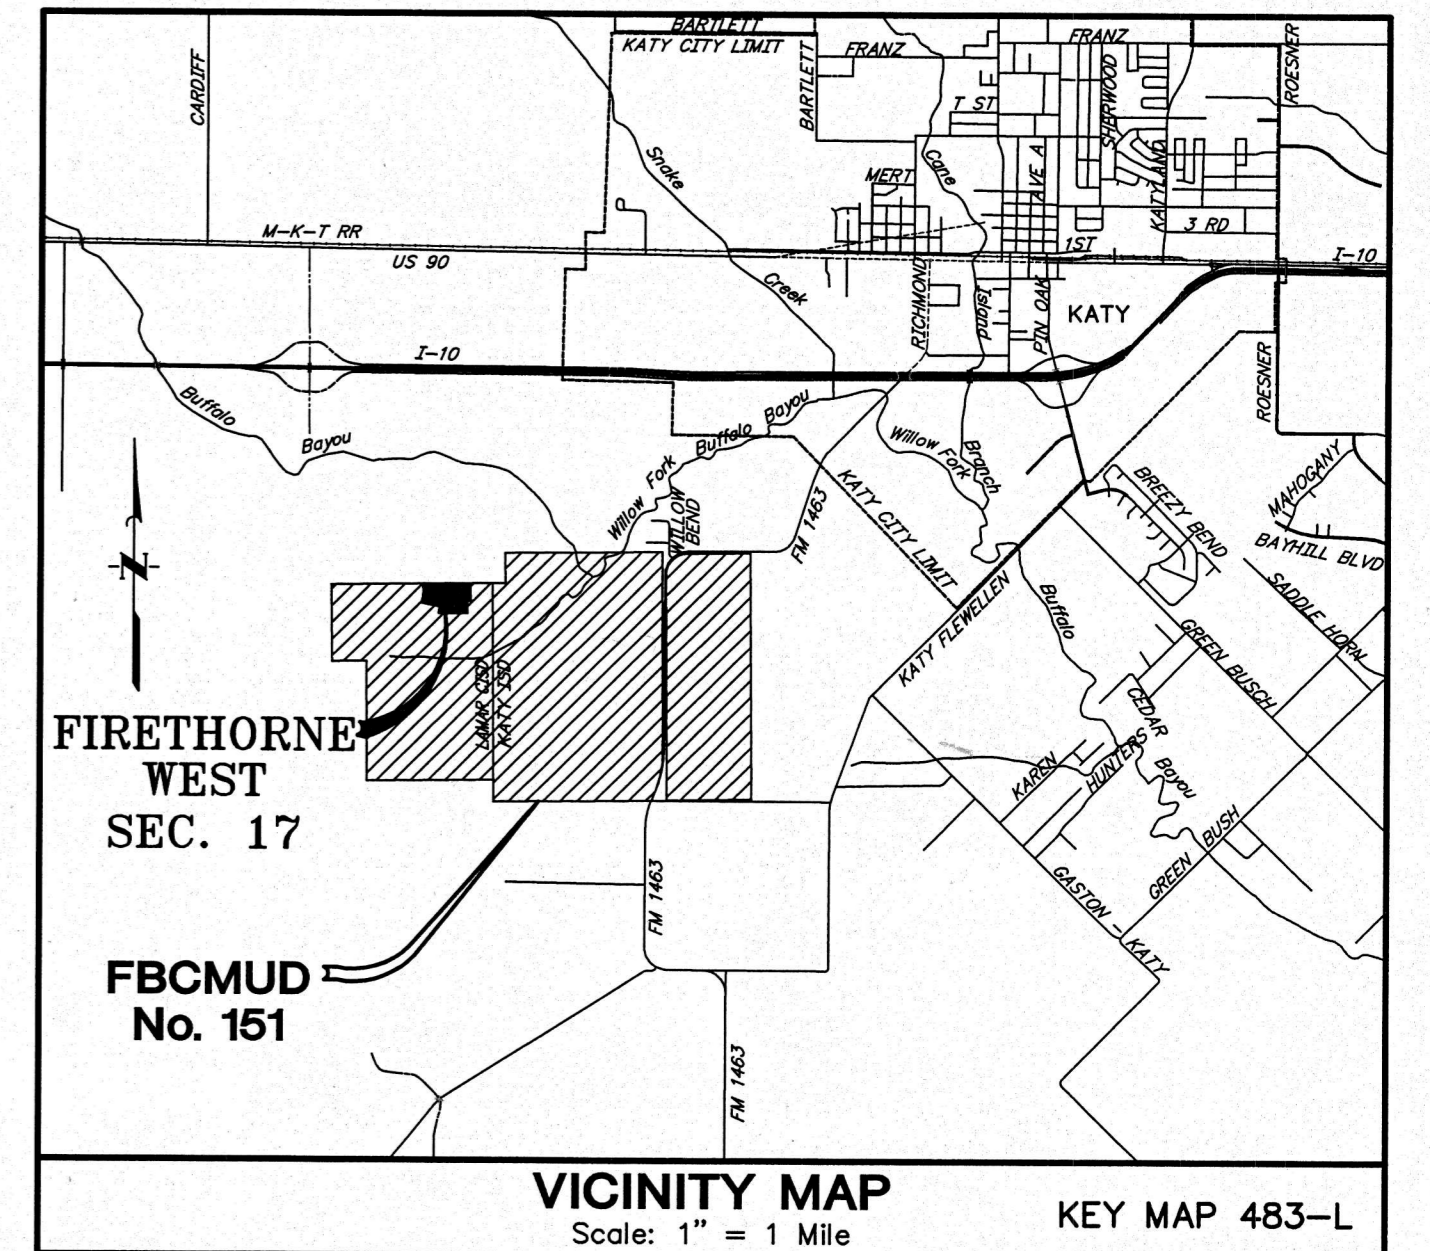 BARTLETT
KATY CITY LIMIT
FRANZ
FRANZ
CARDIFF
BARTLETT
SHERWOOD
ROESNER
T ST
Snake
Cane
MERT
AVE A
KATYLAND
3 RD
M-K-T RR
1ST
I-10
US 90
Creek
RICHMOND
Island
PIN OAK
KATY
I-10
ROESNER
Buffalo
Bayou
Buffalo Bayou
Willow Fork
Willow Fork
Branch
WILLOW
BEND
FM 1463
KATY CITY LIMIT
BREEZY BEND
MAHOGANY
BAYHILL BLVD
SADDLE HORN
N
KATY FLEWELLEN
Buffalo
GREEN BUSCH
LAMAR CISD
KATY ISD
FIRETHORNE
WEST
SEC. 17
CEDAR
HUNTERS
KAREN
Bayou
GREEN BUSH
FM 1463
GASTON - KATY
FBCMUD
No. 151
FM 1463
VICINITY MAP
Scale: 1" = 1 Mile
KEY MAP 483-L